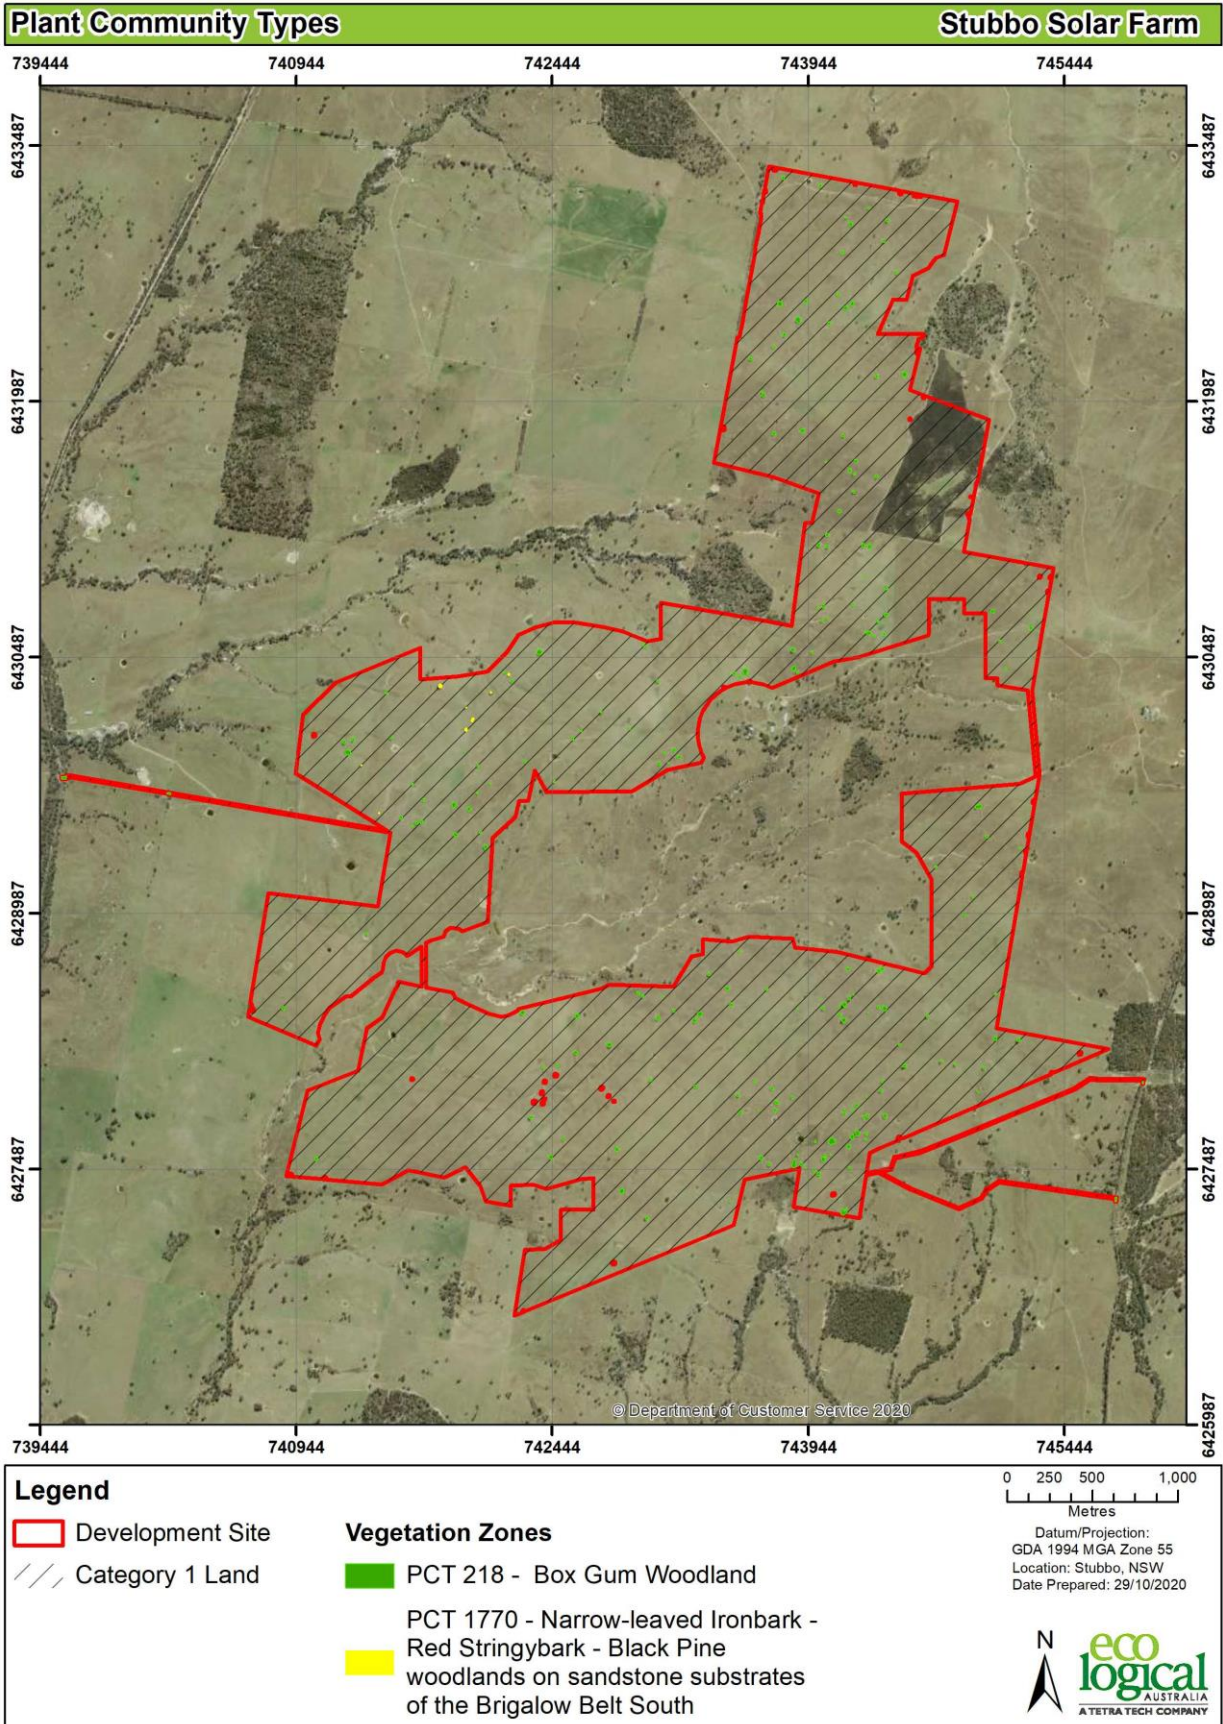 Plant Community Types
Stubbo Solar Farm
739444
740944
742444
743944
745444
6433487
6433487
6431987
6431987
6430487
6430487
6428987
6428987
6427487
6427487
6425987
© Department of Customer Service 2020
739444
740944
742444
743944
745444
Legend
Development Site
Category 1 Land
Vegetation Zones
PCT 218 - Box Gum Woodland
PCT 1770 - Narrow-leaved Ironbark -
Red Stringybark - Black Pine
woodlands on sandstone substrates
of the Brigalow Belt South
0 250 500 1,000
Metres
Datum/Projection:
GDA 1994 MGA Zone 55
Location: Stubbo, NSW
Date Prepared: 29/10/2020
N
eco
logical
AUSTRALIA
A TETRA TECH COMPANY